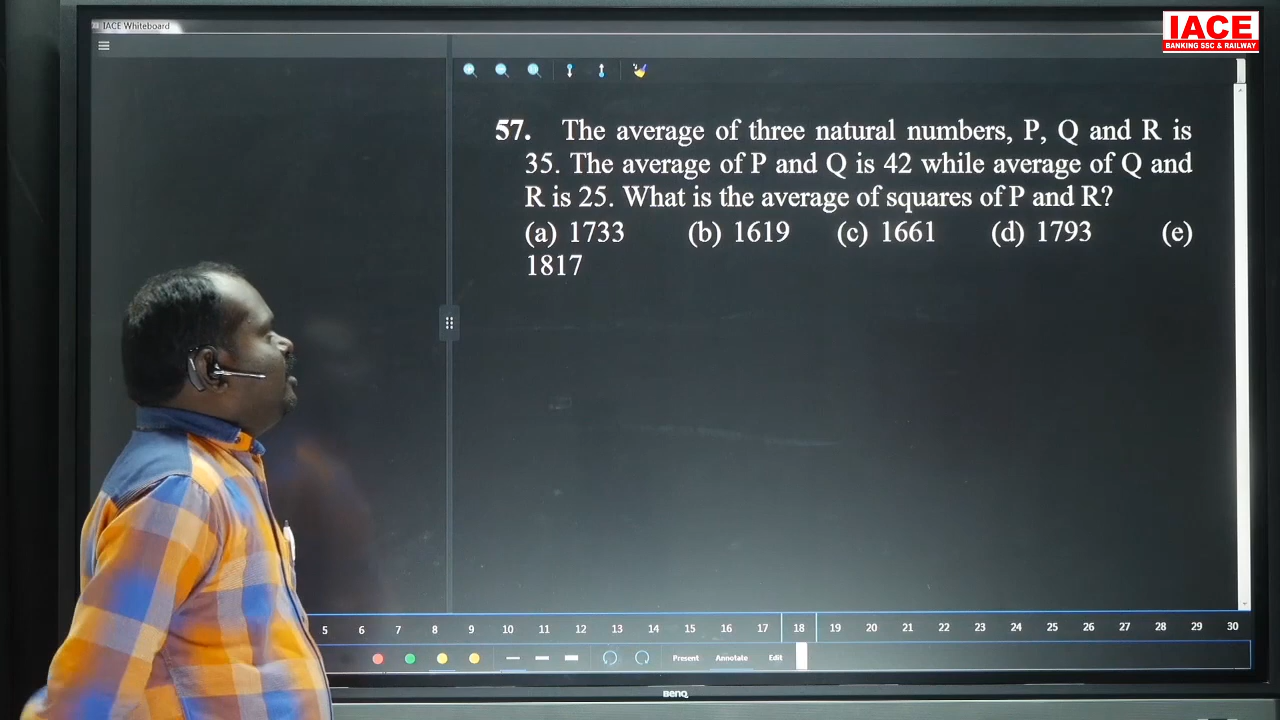 IACE Whiteboard
IACE
BANKING SSC & RAILWAY
57. The average of three natural numbers, P, Q and R is
35. The average of P and Q is 42 while average of Q and
R is 25. What is the average of squares of P and R?
(a) 1733 (b) 1619 (c) 1661 (d) 1793 (e)
1817
5 6 7 8 9 10 11 12 13 14 15 16 17 18 19 20 21 22 23 24 25 26 27 28 29 30
Present Annotate Edit
BenQ